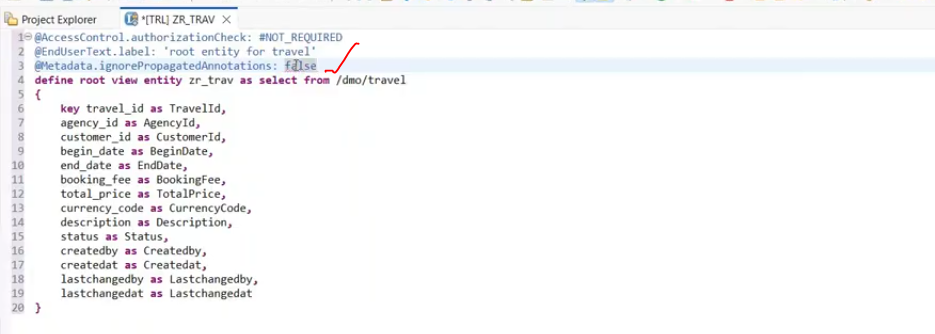 Project Explorer
*[TRL] ZR_TRAV
1 @AccessControl.authorizationCheck: #NOT_REQUIRED
2 @EndUserText.label: 'root entity for travel'
3 @Metadata.ignorePropagatedAnnotations: false
4 define root view entity zr_trav as select from /dmo/travel
5 {
6 key travel_id as TravelId,
7 agency_id as AgencyId,
8 customer_id as CustomerId,
9 begin_date as BeginDate,
10 end_date as EndDate,
11 booking_fee as BookingFee,
12 total_price as TotalPrice,
13 currency_code as CurrencyCode,
14 description as Description,
15 status as Status,
16 createdby as Createdby,
17 createdat as Createdat,
18 lastchangedby as Lastchangedby,
19 lastchangedat as Lastchangedat
20 }